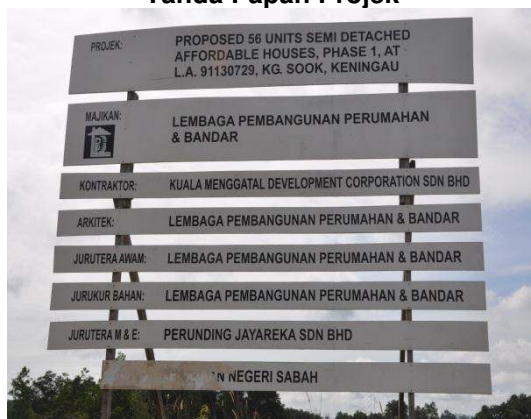 Tanda Papan Projek
PROJEK: PROPOSED 56 UNITS SEMI DETACHED
AFFORDABLE HOUSES, PHASE 1, AT
L.A. 91130729, KG. SOOK, KENINGAU
MAJIKAN: LEMBAGA PEMBANGUNAN PERUMAHAN
& BANDAR
KONTRAKTOR: KUALA MENGGATAL DEVELOPMENT CORPORATION SDN BHD
ARKITEK: LEMBAGA PEMBANGUNAN PERUMAHAN & BANDAR
JURUTERA AWAM: LEMBAGA PEMBANGUNAN PERUMAHAN & BANDAR
JURUKUR BAHAN: LEMBAGA PEMBANGUNAN PERUMAHAN & BANDAR
JURUTERA M & E: PERUNDING JAYAREKA SDN BHD
NEGERI SABAH